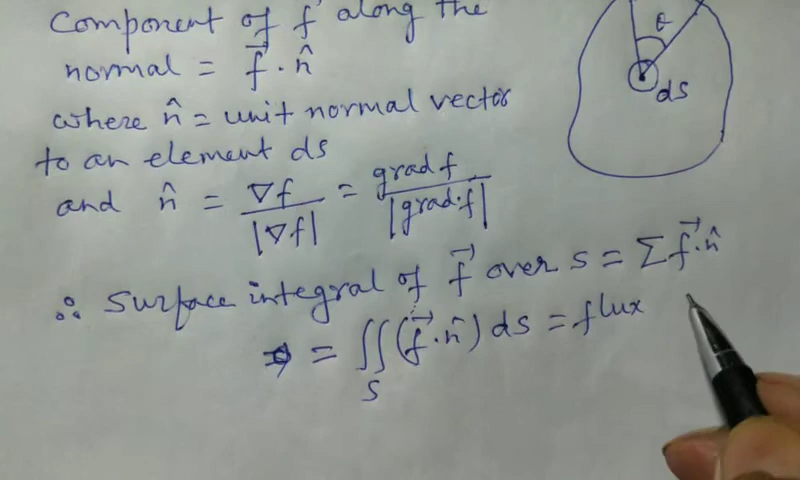 Component of f along the
normal = f⃗ · n̂
where n̂ = unit normal vector
to an element ds
and n̂ = ∇f / |∇f| = grad f / |grad·f|
∴ Surface integral of f⃗ over s = Σ f⃗ · n̂
= ∬_S (f⃗ · n̂) ds = flux
θ
ds